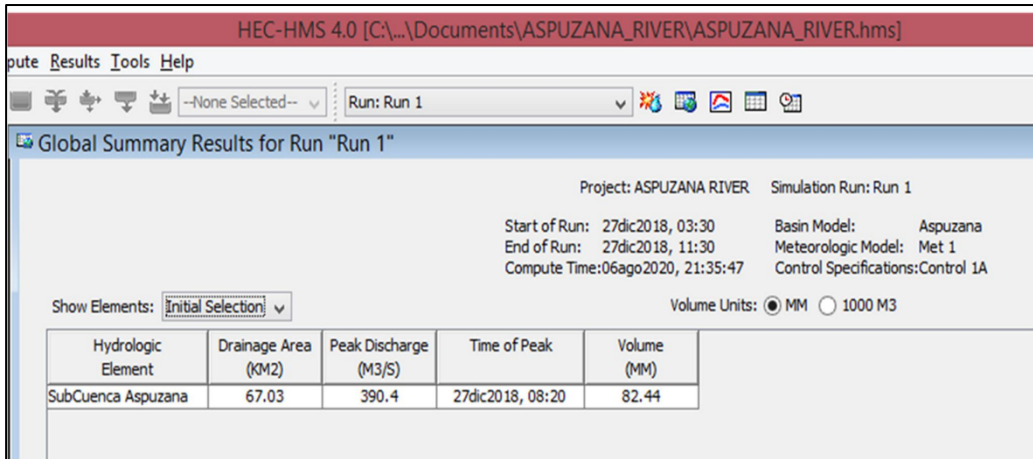 HEC-HMS 4.0 [C:\...\Documents\ASPUZANA_RIVER\ASPUZANA_RIVER.hms]
pute Results Tools Help
--None Selected-- Run: Run 1
Global Summary Results for Run "Run 1"
Project: ASPUZANA RIVER Simulation Run: Run 1
Start of Run: 27dic2018, 03:30 Basin Model: Aspuzana
End of Run: 27dic2018, 11:30 Meteorologic Model: Met 1
Compute Time:06ago2020, 21:35:47 Control Specifications:Control 1A
Show Elements: Initial Selection Volume Units: MM 1000 M3
Hydrologic Drainage Area Peak Discharge Time of Peak Volume
Element (KM2) (M3/S) (MM)
SubCuenca Aspuzana 67.03 390.4 27dic2018, 08:20 82.44